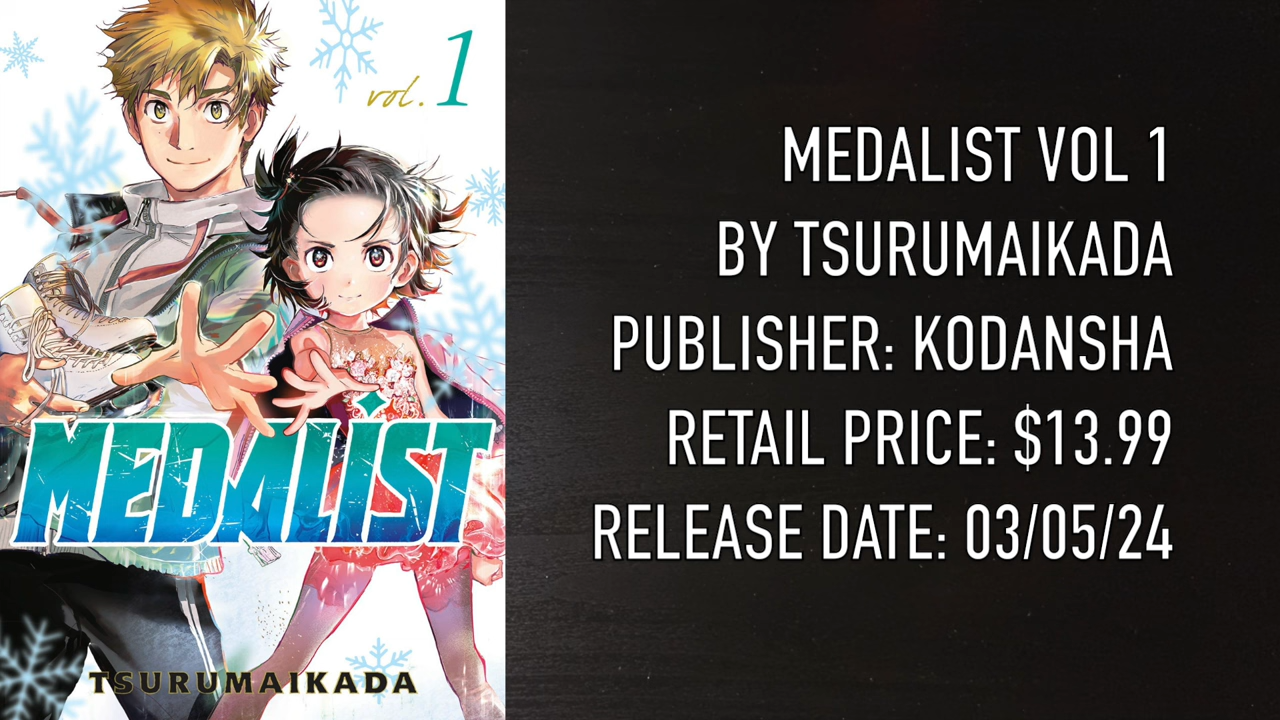 vol. 1
MEDALIST
TSURUMAIKADA
MEDALIST VOL 1
BY TSURUMAIKADA
PUBLISHER: KODANSHA
RETAIL PRICE: $13.99
RELEASE DATE: 03/05/24